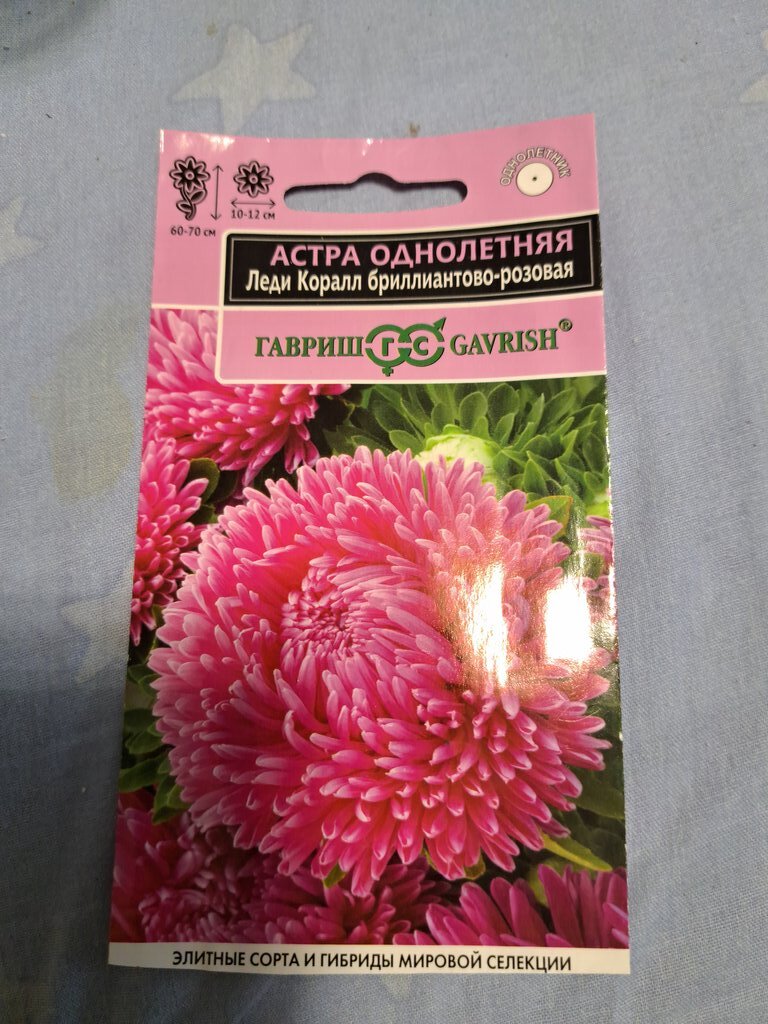 60-70 см
10-12 см
ОДНОЛЕТНИК
АСТРА ОДНОЛЕТНЯЯ
Леди Коралл бриллиантово-розовая
ГАВРИШ Г С GAVRISH®
ЭЛИТНЫЕ СОРТА И ГИБРИДЫ МИРОВОЙ СЕЛЕКЦИИ